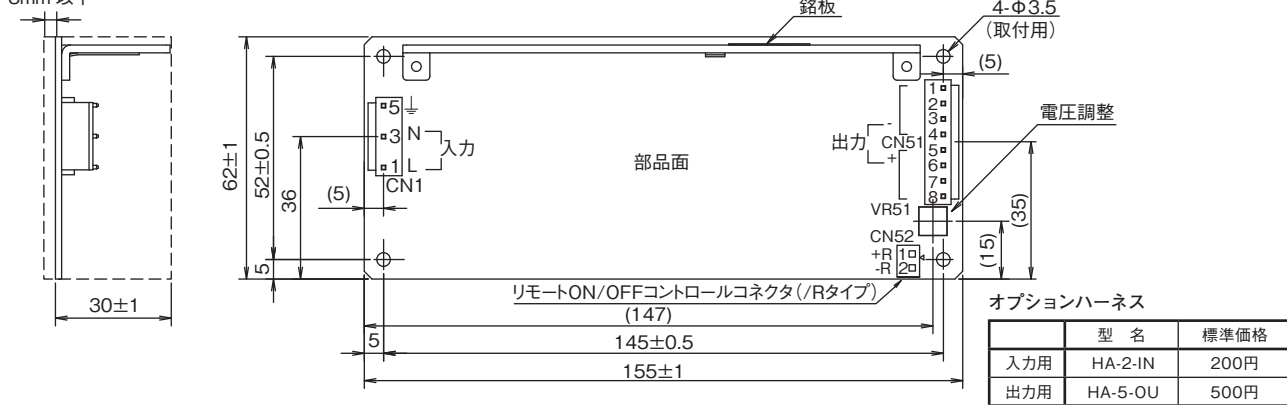 銘板
4-Φ3.5
(取付用)
(5)
電圧調整
62±1
52±0.5
36
5
(5)
5
3 N
1 L
入力
CN1
部品面
出力
-
+
CN51
1
2
3
4
5
6
7
8
VR51
CN52
+R 1
-R 2
(15)
(35)
30±1
リモートON/OFFコントロールコネクタ(/Rタイプ)
(147)
5
145±0.5
155±1
オプションハーネス
型 名 標準価格
入力用 HA-2-IN 200円
出力用 HA-5-OU 500円